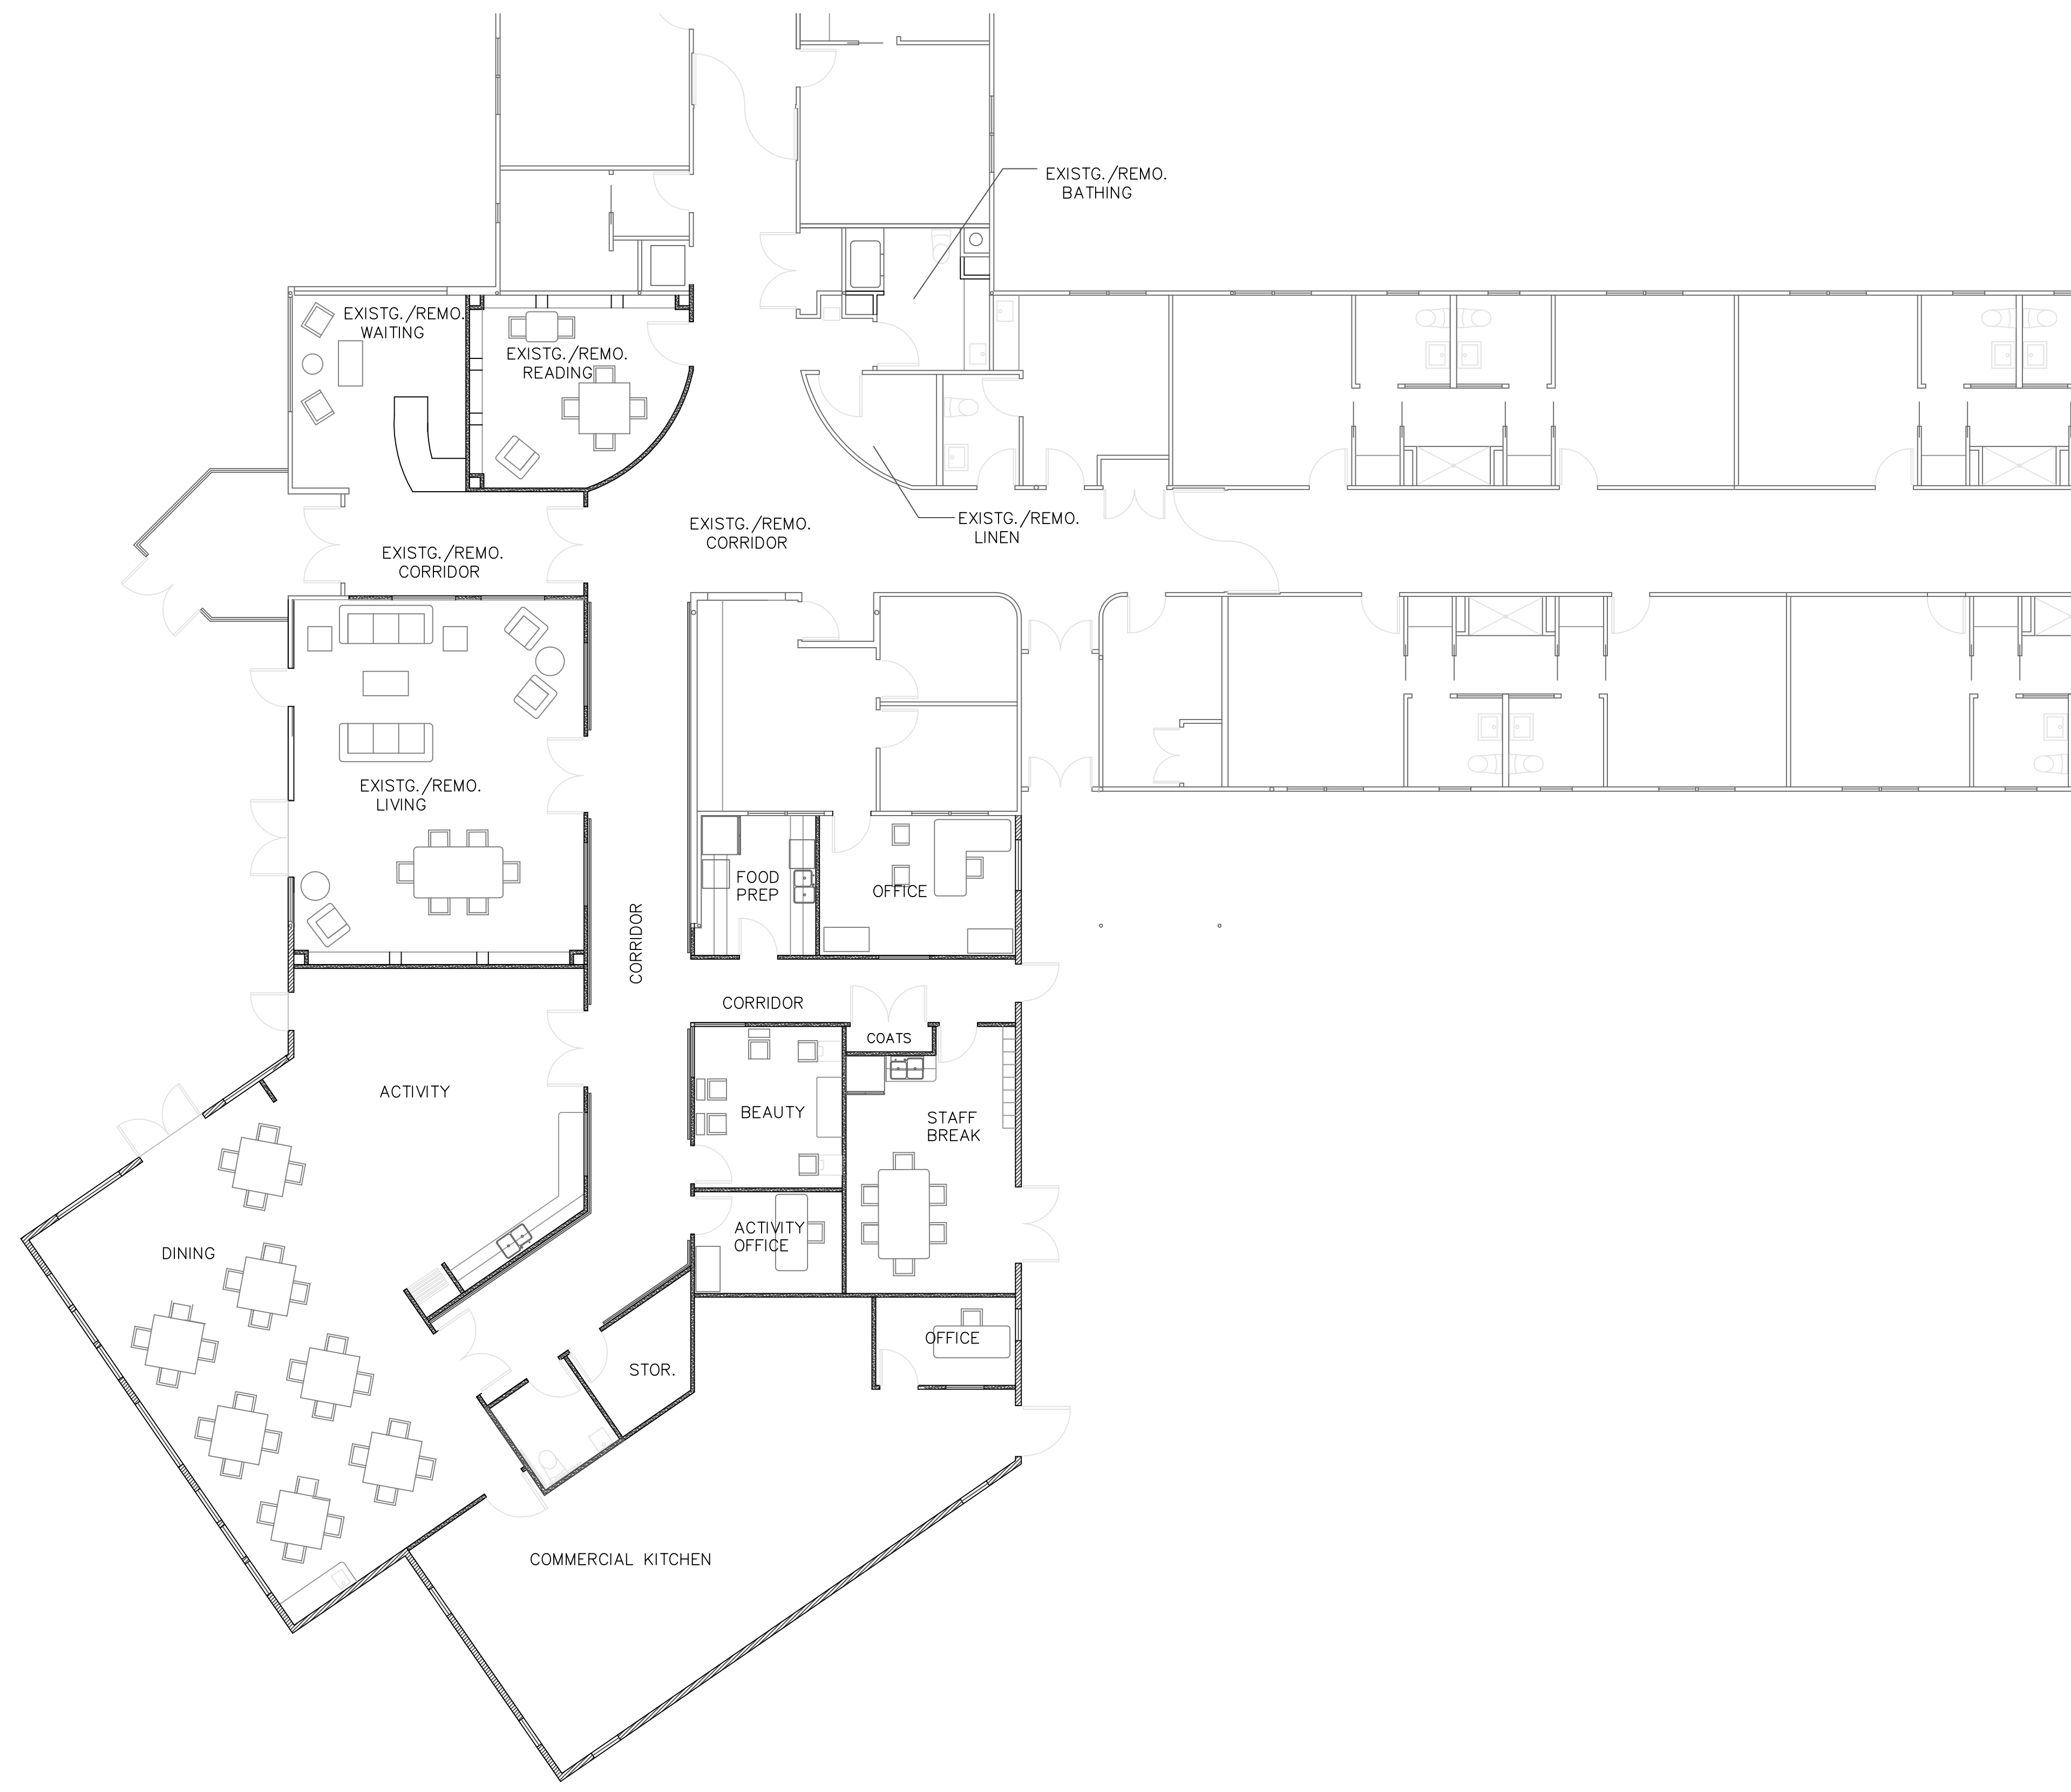 EXISTG./REMO.
BATHING
EXISTG./REMO.
WAITING
EXISTG./REMO.
READING
EXISTG./REMO.
LINEN
EXISTG./REMO.
CORRIDOR
EXISTG./REMO.
CORRIDOR
EXISTG./REMO.
LIVING
FOOD
PREP
OFFICE
CORRIDOR
CORRIDOR
COATS
ACTIVITY
BEAUTY
STAFF
BREAK
ACTIVITY
OFFICE
DINING
OFFICE
STOR.
COMMERCIAL KITCHEN